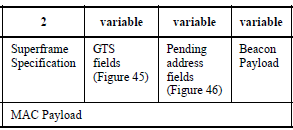 2 variable variable variable
Superframe Specification GTS fields (Figure 45) Pending address fields (Figure 46) Beacon Payload
MAC Payload